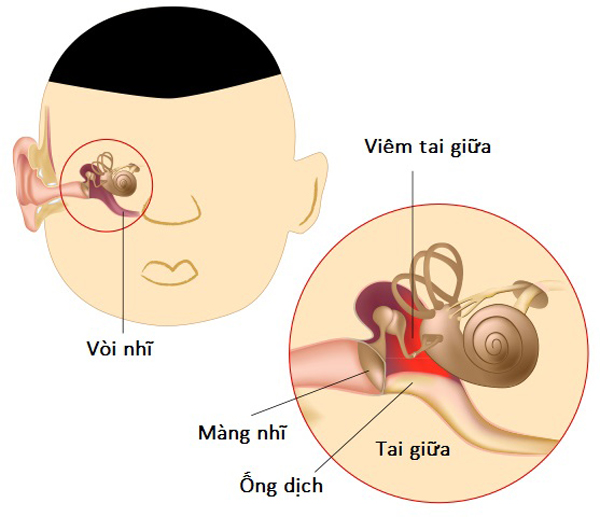 Viêm tai giữa
Vòi nhĩ
Màng nhĩ
Tai giữa
Ống dịch